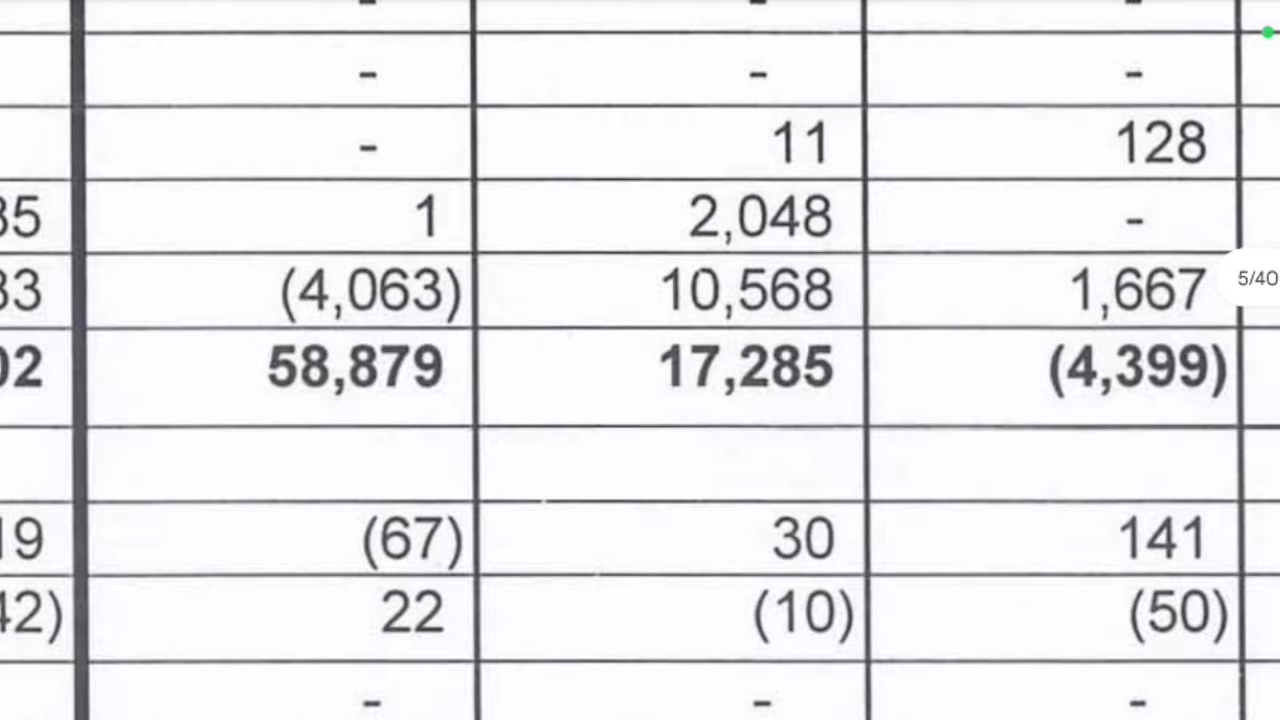 - - -
- - -
- 11 128
35 1 2,048 -
33 (4,063) 10,568 1,667 5/40
02 58,879 17,285 (4,399)
19 (67) 30 141
42) 22 (10) (50)
- - -